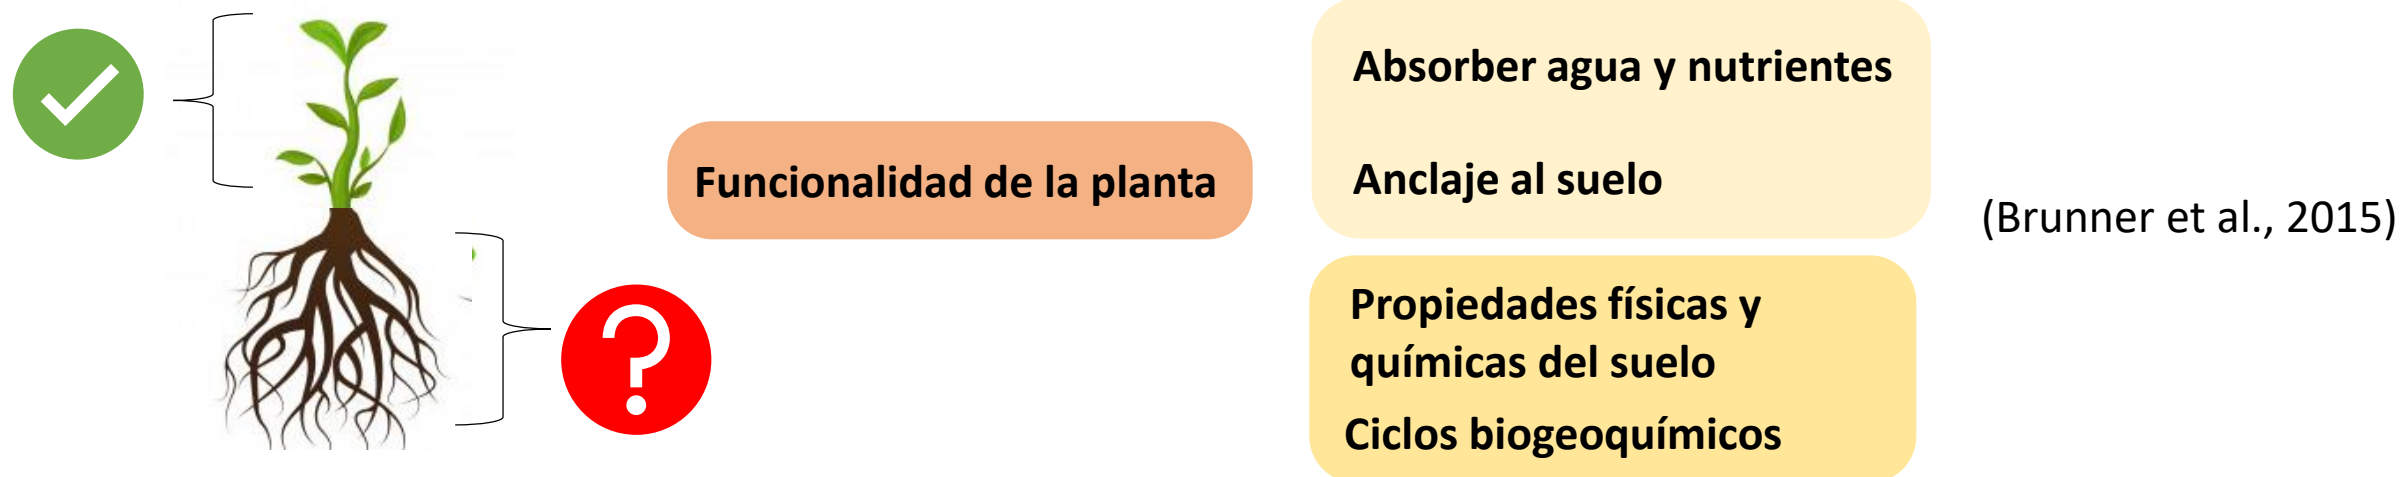 Funcionalidad de la planta
Absorber agua y nutrientes
Anclaje al suelo
(Brunner et al., 2015)
Propiedades físicas y
químicas del suelo
Ciclos biogeoquímicos